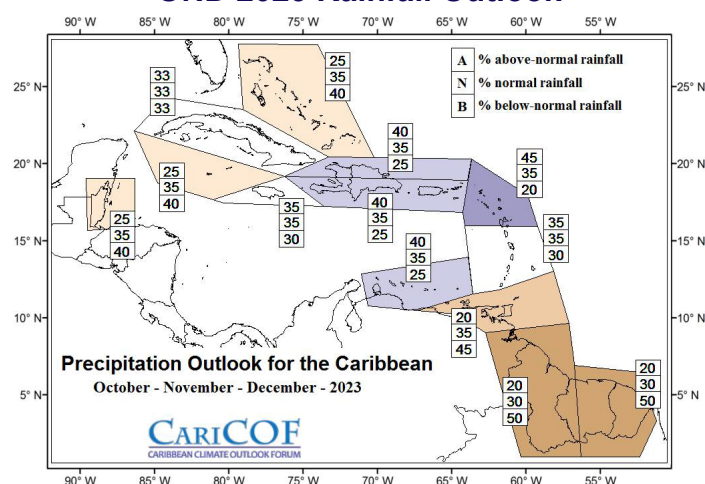 OND 2023 Rainfall Outlook
90°W 85°W 80°W 75°W 70°W 65°W 60°W 55°W
25° N
20° N
15° N
10° N
5° N
A % above-normal rainfall
N % normal rainfall
B % below-normal rainfall
33
33
33
25
35
40
40
35
25
45
35
20
25
35
40
25
35
40
35
35
30
40
35
25
40
35
25
35
35
30
20
35
45
20
30
50
20
30
50
25° N
20° N
15° N
10° N
5° N
Precipitation Outlook for the Caribbean
October - November - December - 2023
CARICOF
CARIBBEAN CLIMATE OUTLOOK FORUM
90°W 85°W 80°W 75°W 70°W 65°W 60°W 55°W